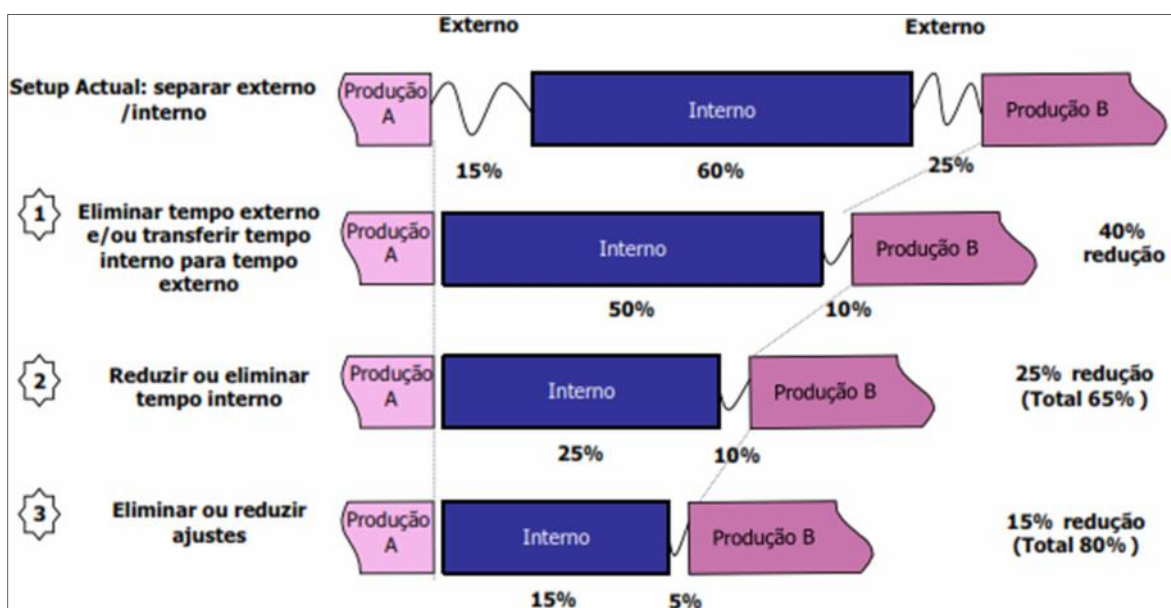 Externo
Externo
Setup Actual: separar externo
/interno
Produção
A
Interno
Produção B
15%
60%
25%
1
Eliminar tempo externo
e/ou transferir tempo
interno para tempo
externo
Produção
A
Interno
Produção B
40%
redução
50%
10%
2
Reduzir ou eliminar
tempo interno
Produção
A
Interno
Produção B
25% redução
(Total 65%)
25%
10%
3
Eliminar ou reduzir
ajustes
Produção
A
Interno
Produção B
15% redução
(Total 80%)
15%
5%